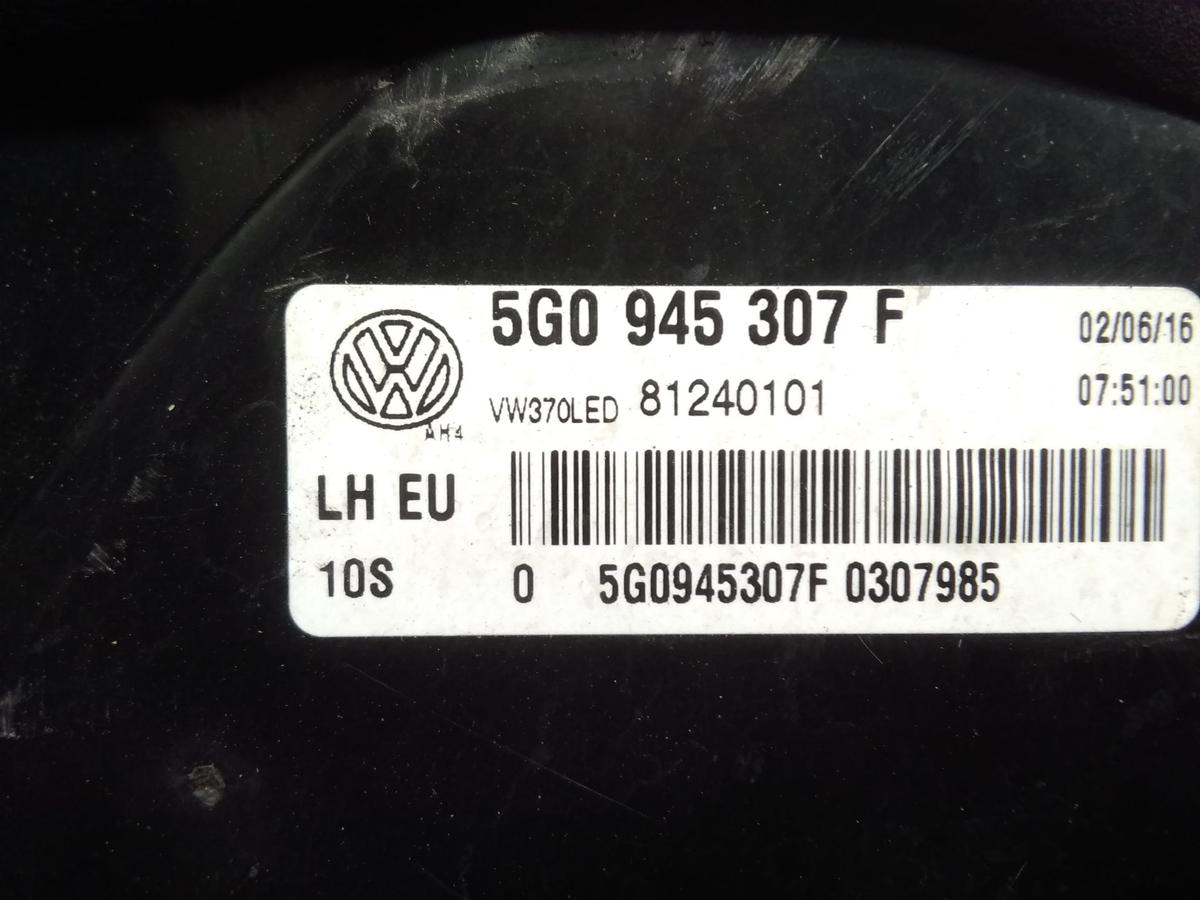 5G0 945 307 F 02/06/16
VW370LED 81240101 07:51:00
AH4
LH EU
10S 0 5G0945307F 0307985